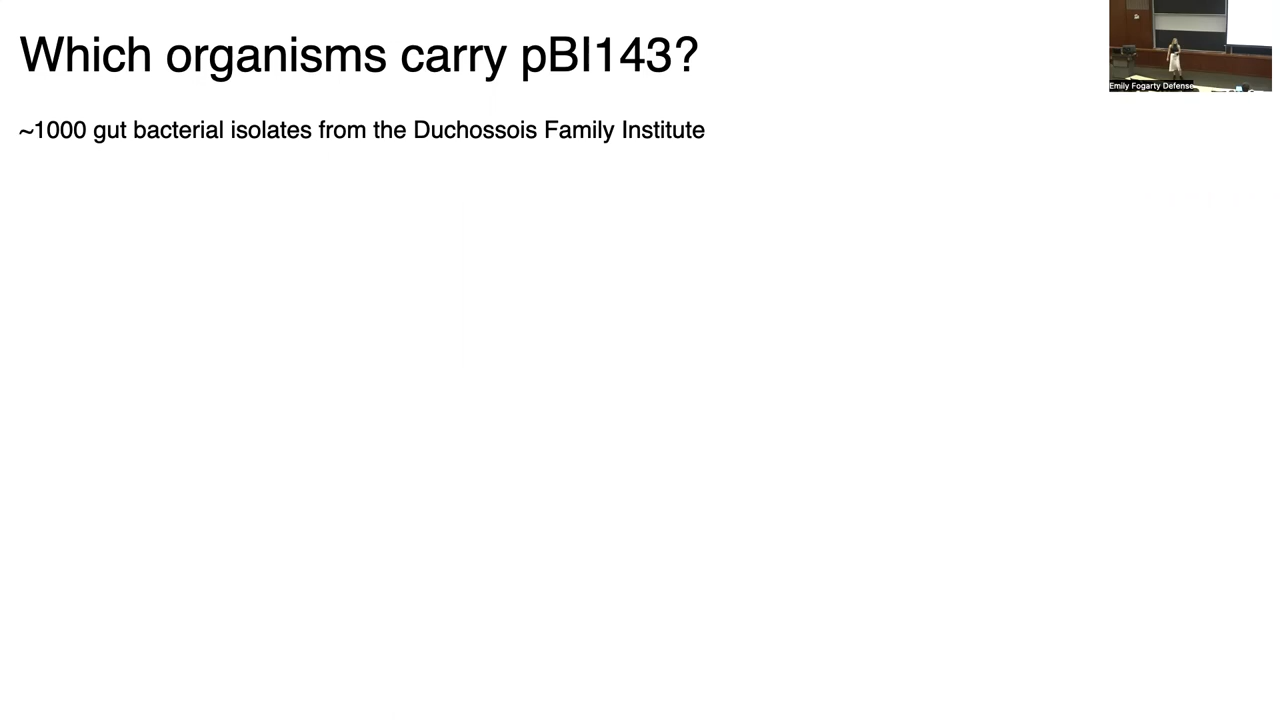 Which organisms carry pBI143?
~1000 gut bacterial isolates from the Duchossois Family Institute
Emily Fogarty Defense